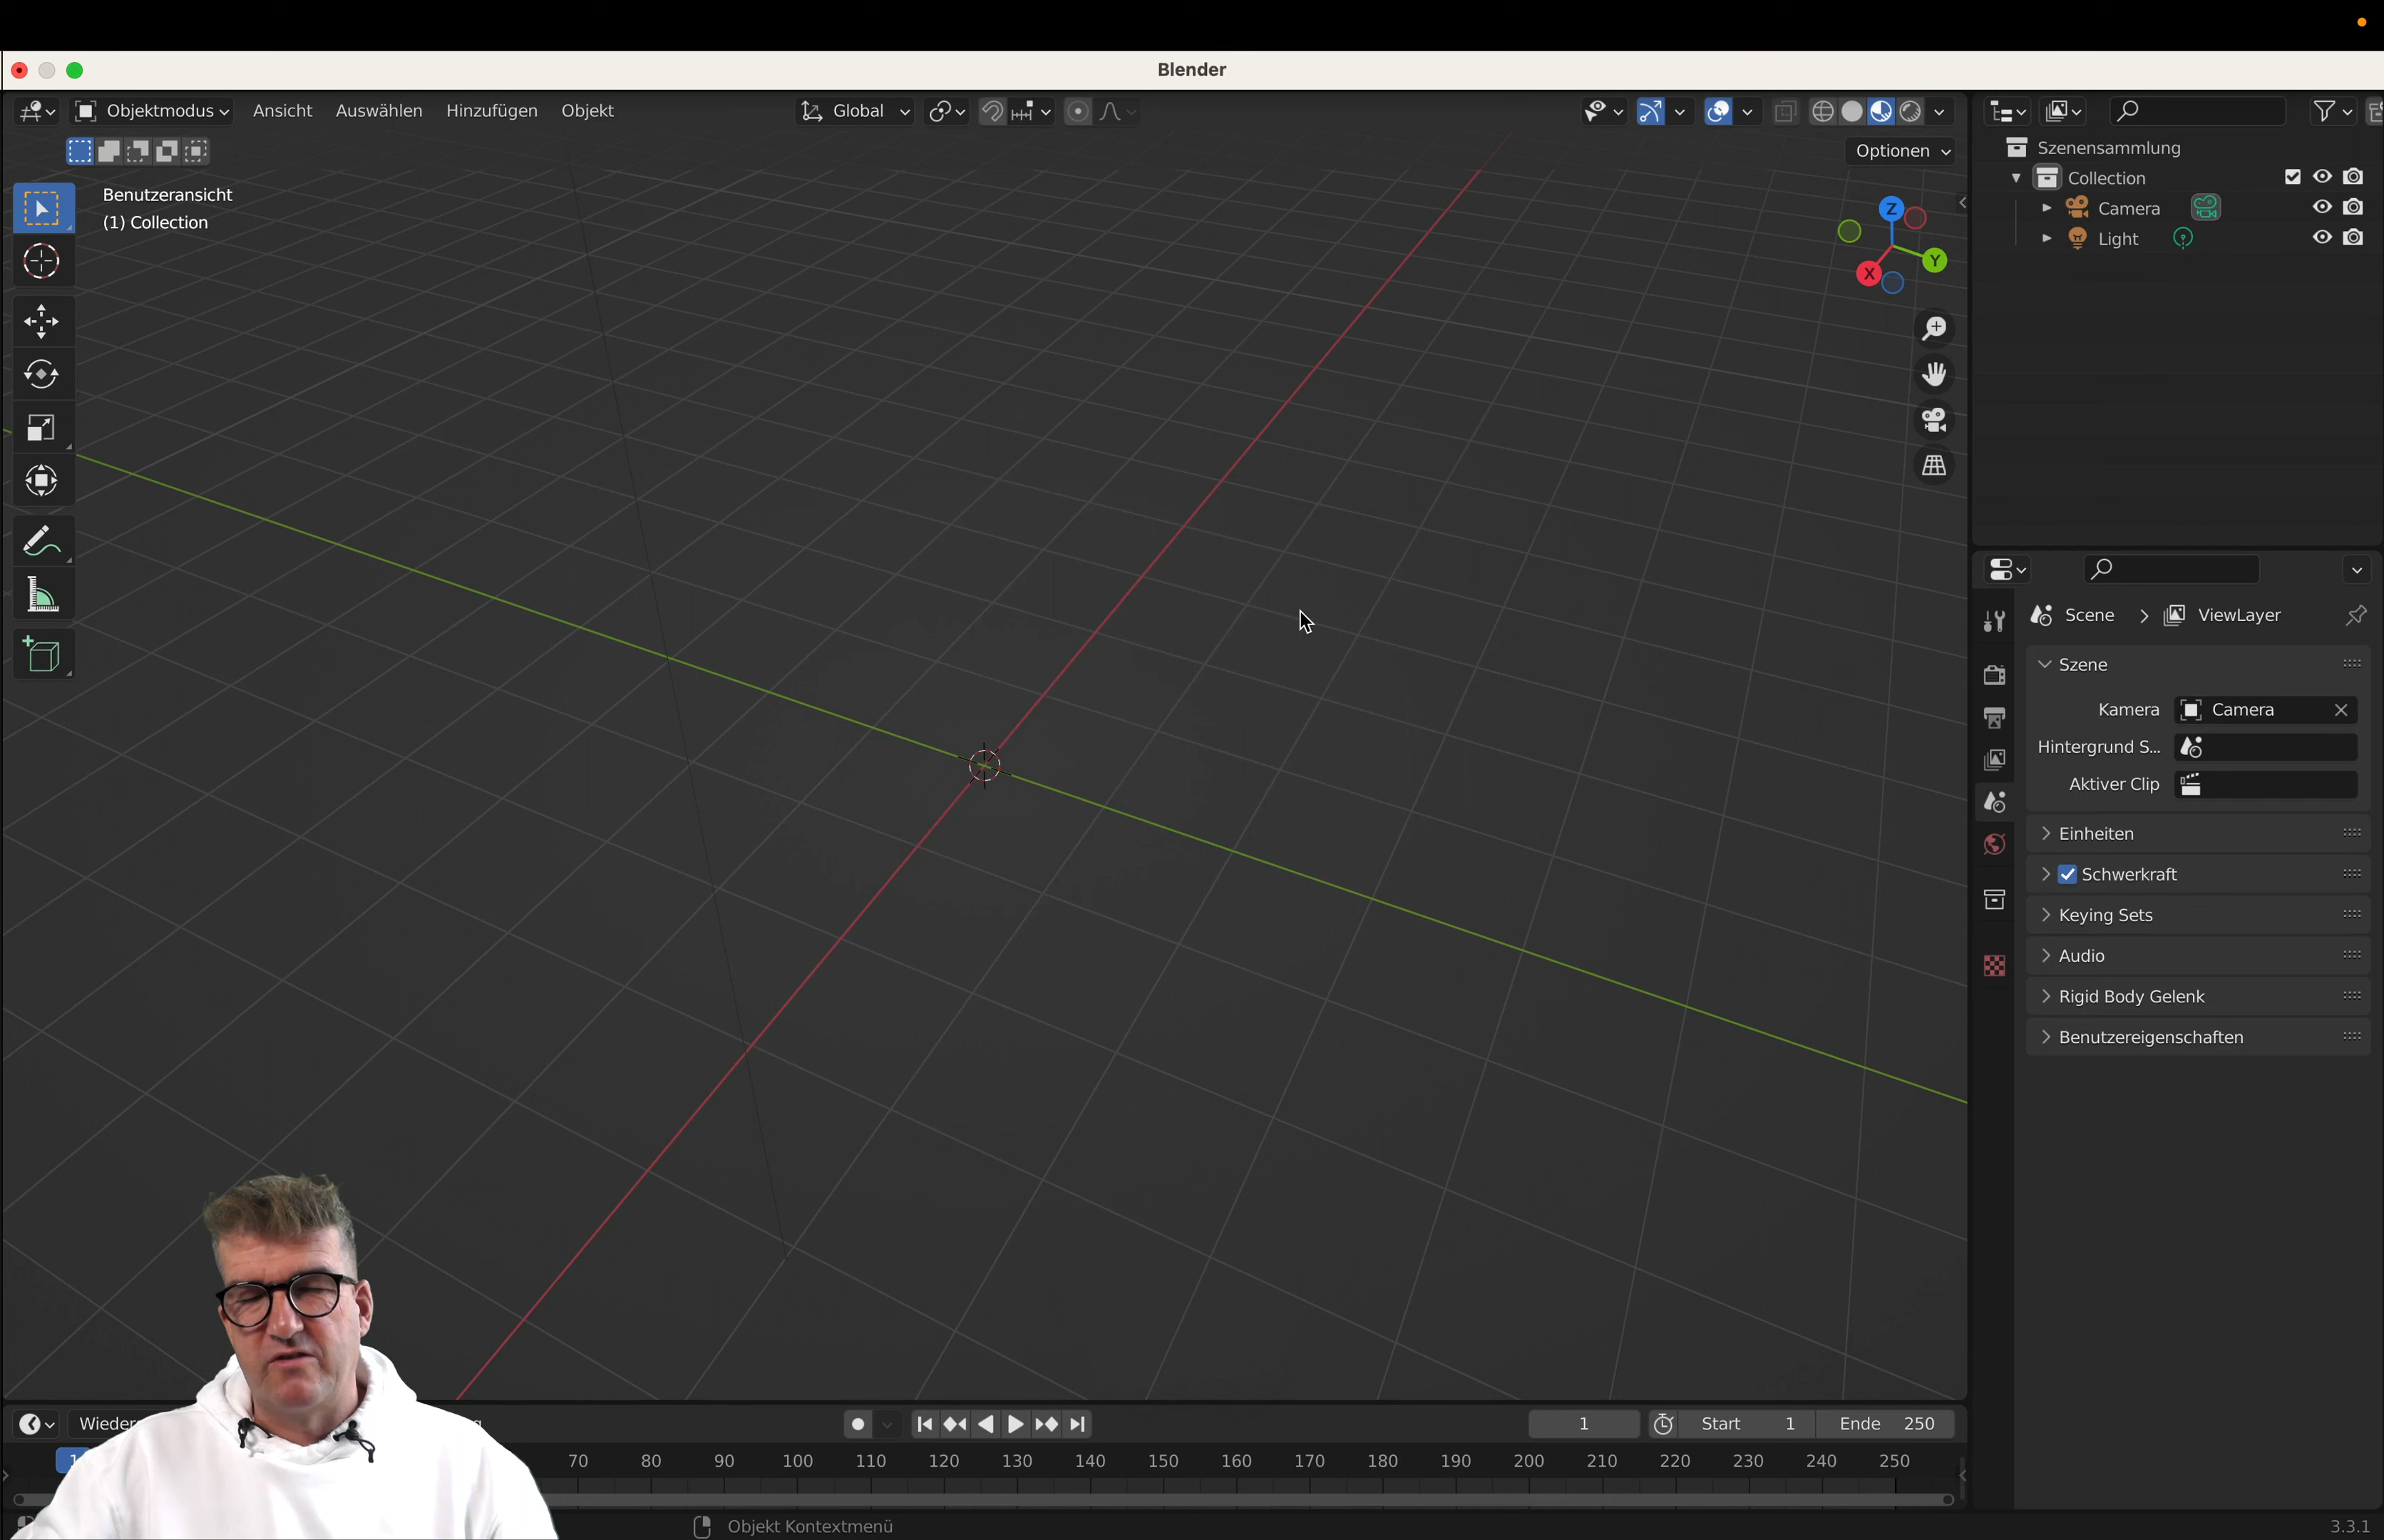 Blender
Objektmodus Ansicht Auswählen Hinzufügen Objekt Global
Optionen
Benutzeransicht
(1) Collection
Z
Y
X
Szenensammlung
Collection
Camera
Light
Scene ViewLayer
Szene
Kamera Camera
Hintergrund S...
Aktiver Clip
Einheiten
Schwerkraft
Keying Sets
Audio
Rigid Body Gelenk
Benutzereigenschaften
1 Start 1 Ende 250
70 80 90 100 110 120 130 140 150 160 170 180 190 200 210 220 230 240 250
Objekt Kontextmenü
3.3.1